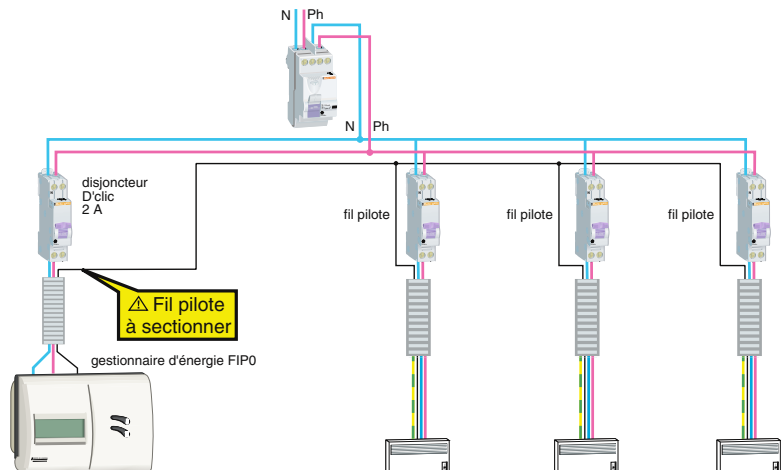 N Ph
N Ph
disjoncteur
D'clic
2 A
fil pilote
fil pilote
fil pilote
⚠ Fil pilote
à sectionner
gestionnaire d'énergie FIP0